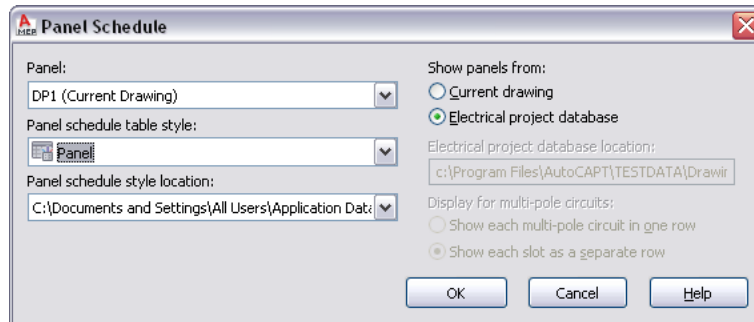 A
MEP
Panel Schedule
Panel:
DP1 (Current Drawing)
Panel schedule table style:
Panel
Panel schedule style location:
C:\Documents and Settings\All Users\Application Data
Show panels from:
Current drawing
Electrical project database
Electrical project database location:
c:\Program Files\AutoCAPT\TESTDATA\Drawin
Display for multi-pole circuits:
Show each multi-pole circuit in one row
Show each slot as a separate row
OK
Cancel
Help